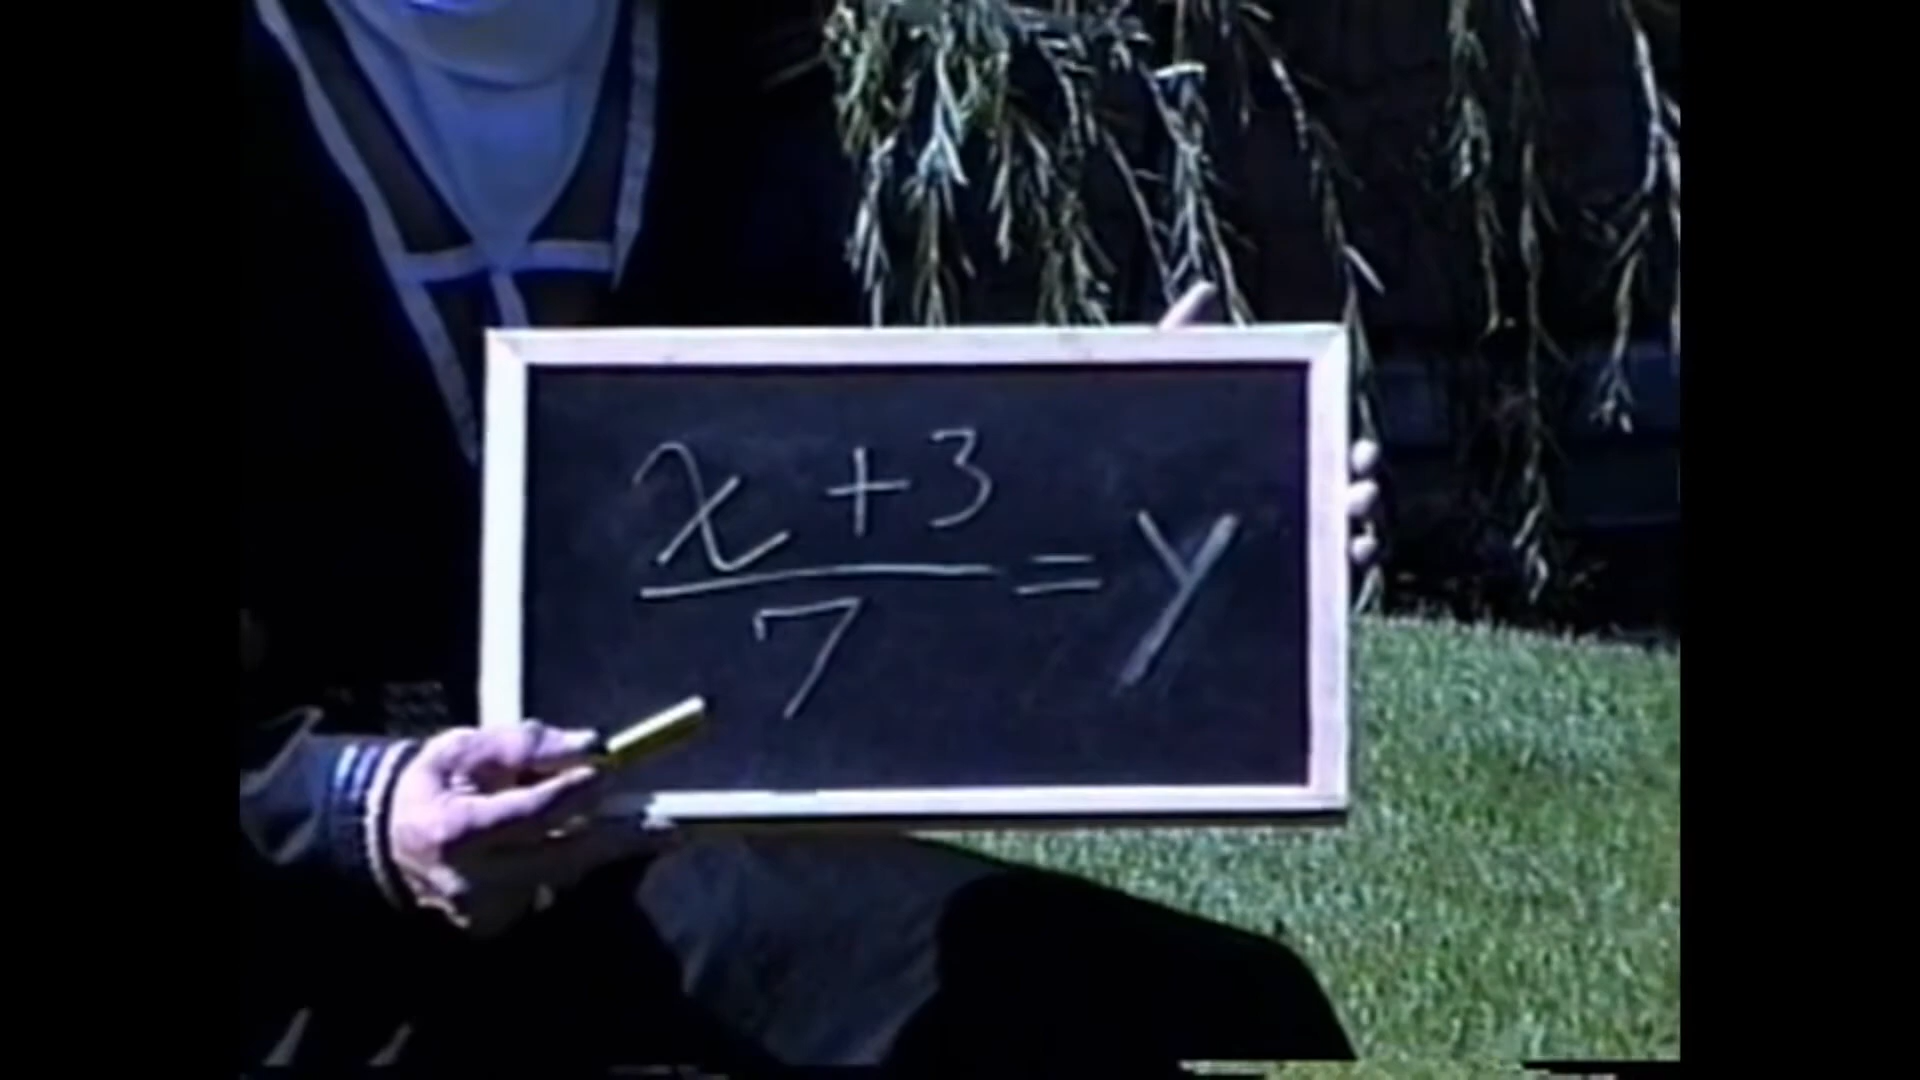 x + 3
7
= y